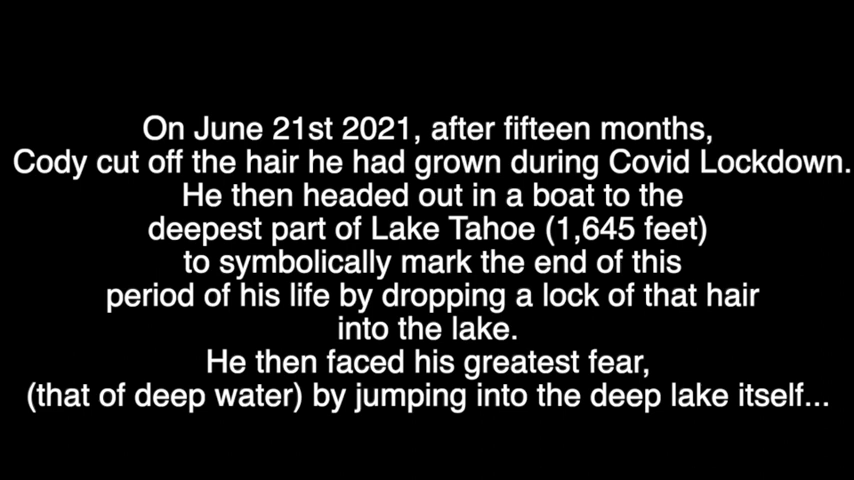 On June 21st 2021, after fifteen months,
Cody cut off the hair he had grown during Covid Lockdown.
He then headed out in a boat to the
deepest part of Lake Tahoe (1,645 feet)
to symbolically mark the end of this
period of his life by dropping a lock of that hair
into the lake.
He then faced his greatest fear,
(that of deep water) by jumping into the deep lake itself...